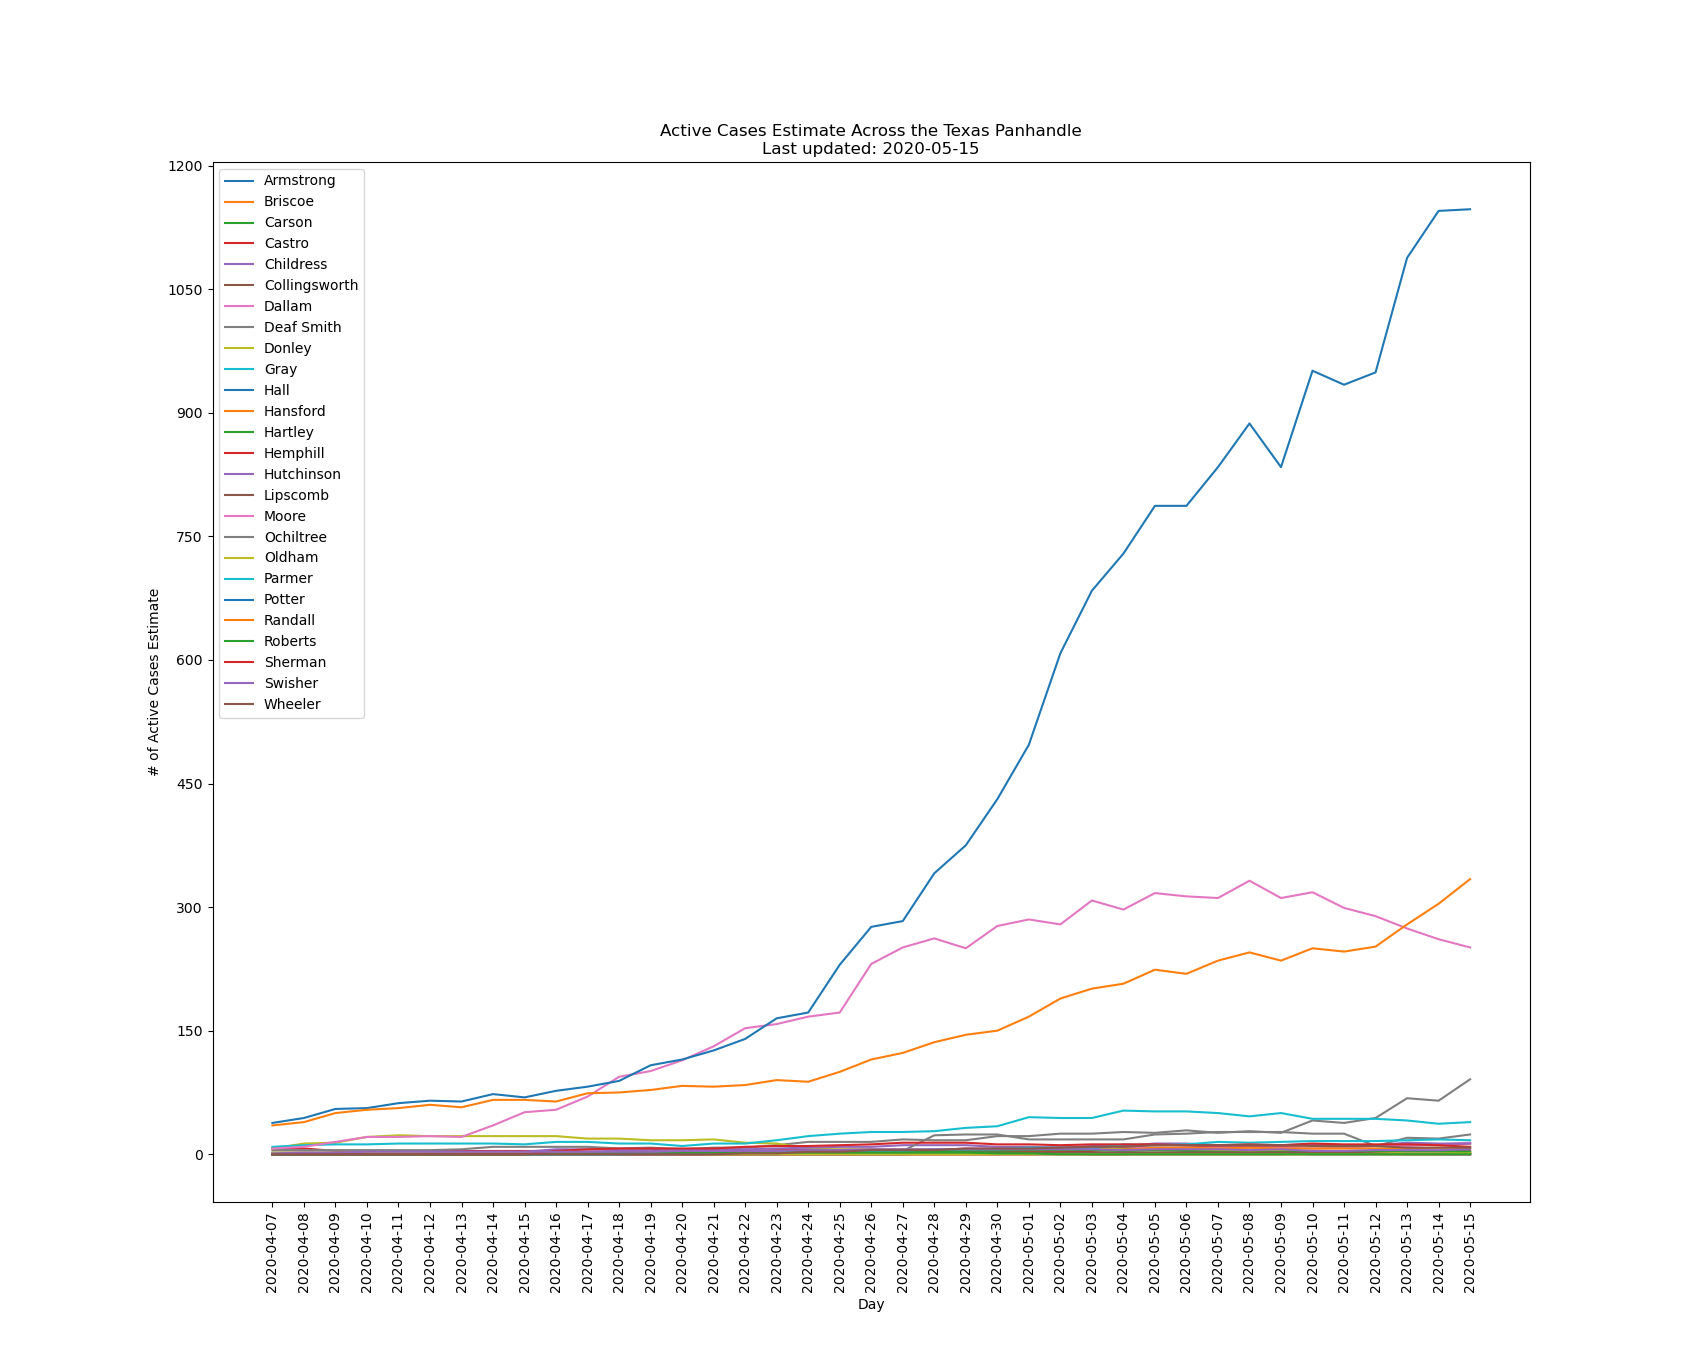 Active Cases Estimate Across the Texas Panhandle
Last updated: 2020-05-15
1200
1050
900
750
600
450
300
150
0
# of Active Cases Estimate
Armstrong
Briscoe
Carson
Castro
Childress
Collingsworth
Dallam
Deaf Smith
Donley
Gray
Hall
Hansford
Hartley
Hemphill
Hutchinson
Lipscomb
Moore
Ochiltree
Oldham
Parmer
Potter
Randall
Roberts
Sherman
Swisher
Wheeler
2020-04-07
2020-04-08
2020-04-09
2020-04-10
2020-04-11
2020-04-12
2020-04-13
2020-04-14
2020-04-15
2020-04-16
2020-04-17
2020-04-18
2020-04-19
2020-04-20
2020-04-21
2020-04-22
2020-04-23
2020-04-24
2020-04-25
2020-04-26
2020-04-27
2020-04-28
2020-04-29
2020-04-30
2020-05-01
2020-05-02
2020-05-03
2020-05-04
2020-05-05
2020-05-06
2020-05-07
2020-05-08
2020-05-09
2020-05-10
2020-05-11
2020-05-12
2020-05-13
2020-05-14
2020-05-15
Day